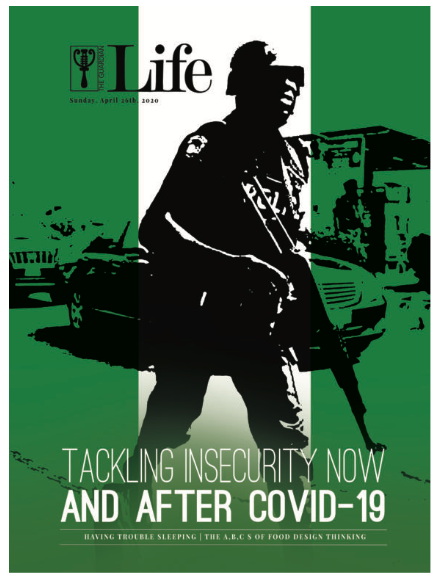 THE GUARDIAN
Life
Sunday, April 26th, 2020
TACKLING INSECURITY NOW
AND AFTER COVID-19
HAVING TROUBLE SLEEPING | THE A,B,C S OF FOOD DESIGN THINKING